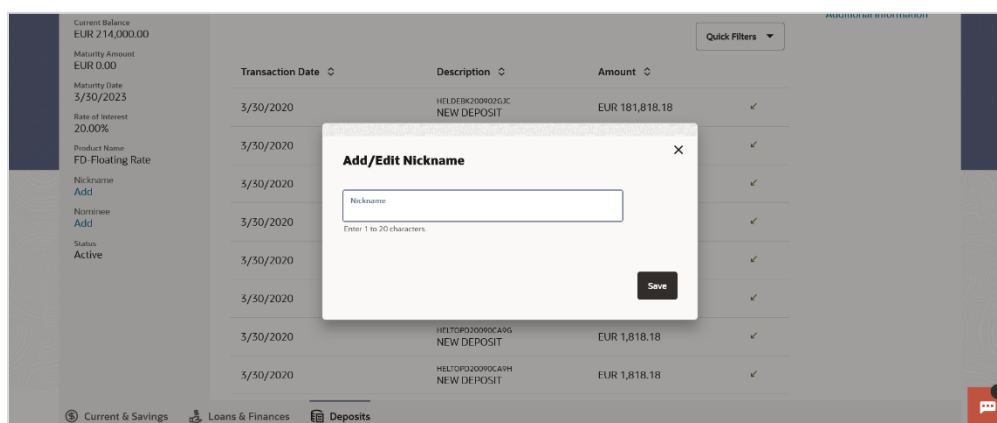 Current Balance
EUR 214,000.00
Additional Information
Quick Filters
Maturity Amount
EUR 0.00
Transaction Date Description Amount
Maturity Date
3/30/2023
3/30/2020 HELDEBK200902GJC EUR 181,818.18
NEW DEPOSIT
Rate of Interest
20.00%
Product Name
FD-Floating Rate
3/30/2020
Add/Edit Nickname
Nickname
Add
3/30/2020
Nickname
Enter 1 to 20 characters.
Nominee
Add
3/30/2020
Status
Active
3/30/2020
3/30/2020
Save
3/30/2020 HELTOPD20090CA9G EUR 1,818.18
NEW DEPOSIT
3/30/2020 HELTOPD20090CA9H EUR 1,818.18
NEW DEPOSIT
Current & Savings Loans & Finances Deposits